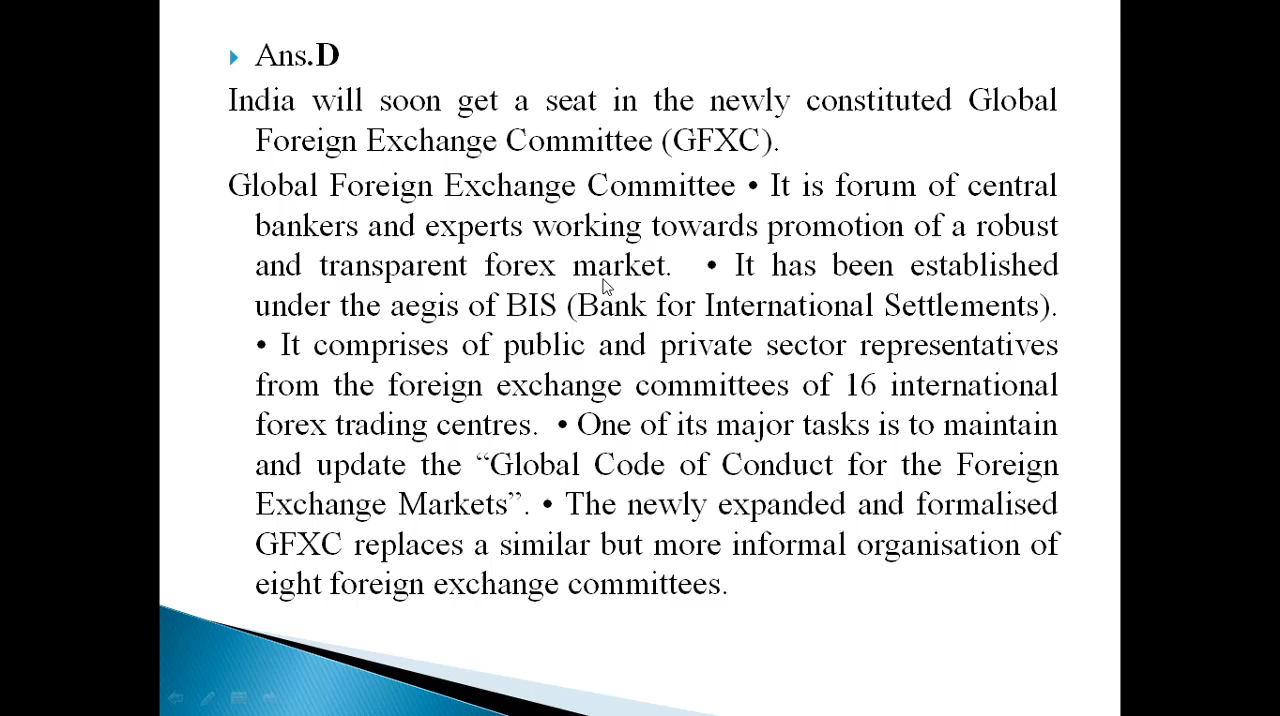 Ans.D
India will soon get a seat in the newly constituted Global
Foreign Exchange Committee (GFXC).
Global Foreign Exchange Committee • It is forum of central
bankers and experts working towards promotion of a robust
and transparent forex market. • It has been established
under the aegis of BIS (Bank for International Settlements).
• It comprises of public and private sector representatives
from the foreign exchange committees of 16 international
forex trading centres. • One of its major tasks is to maintain
and update the “Global Code of Conduct for the Foreign
Exchange Markets”. • The newly expanded and formalised
GFXC replaces a similar but more informal organisation of
eight foreign exchange committees.